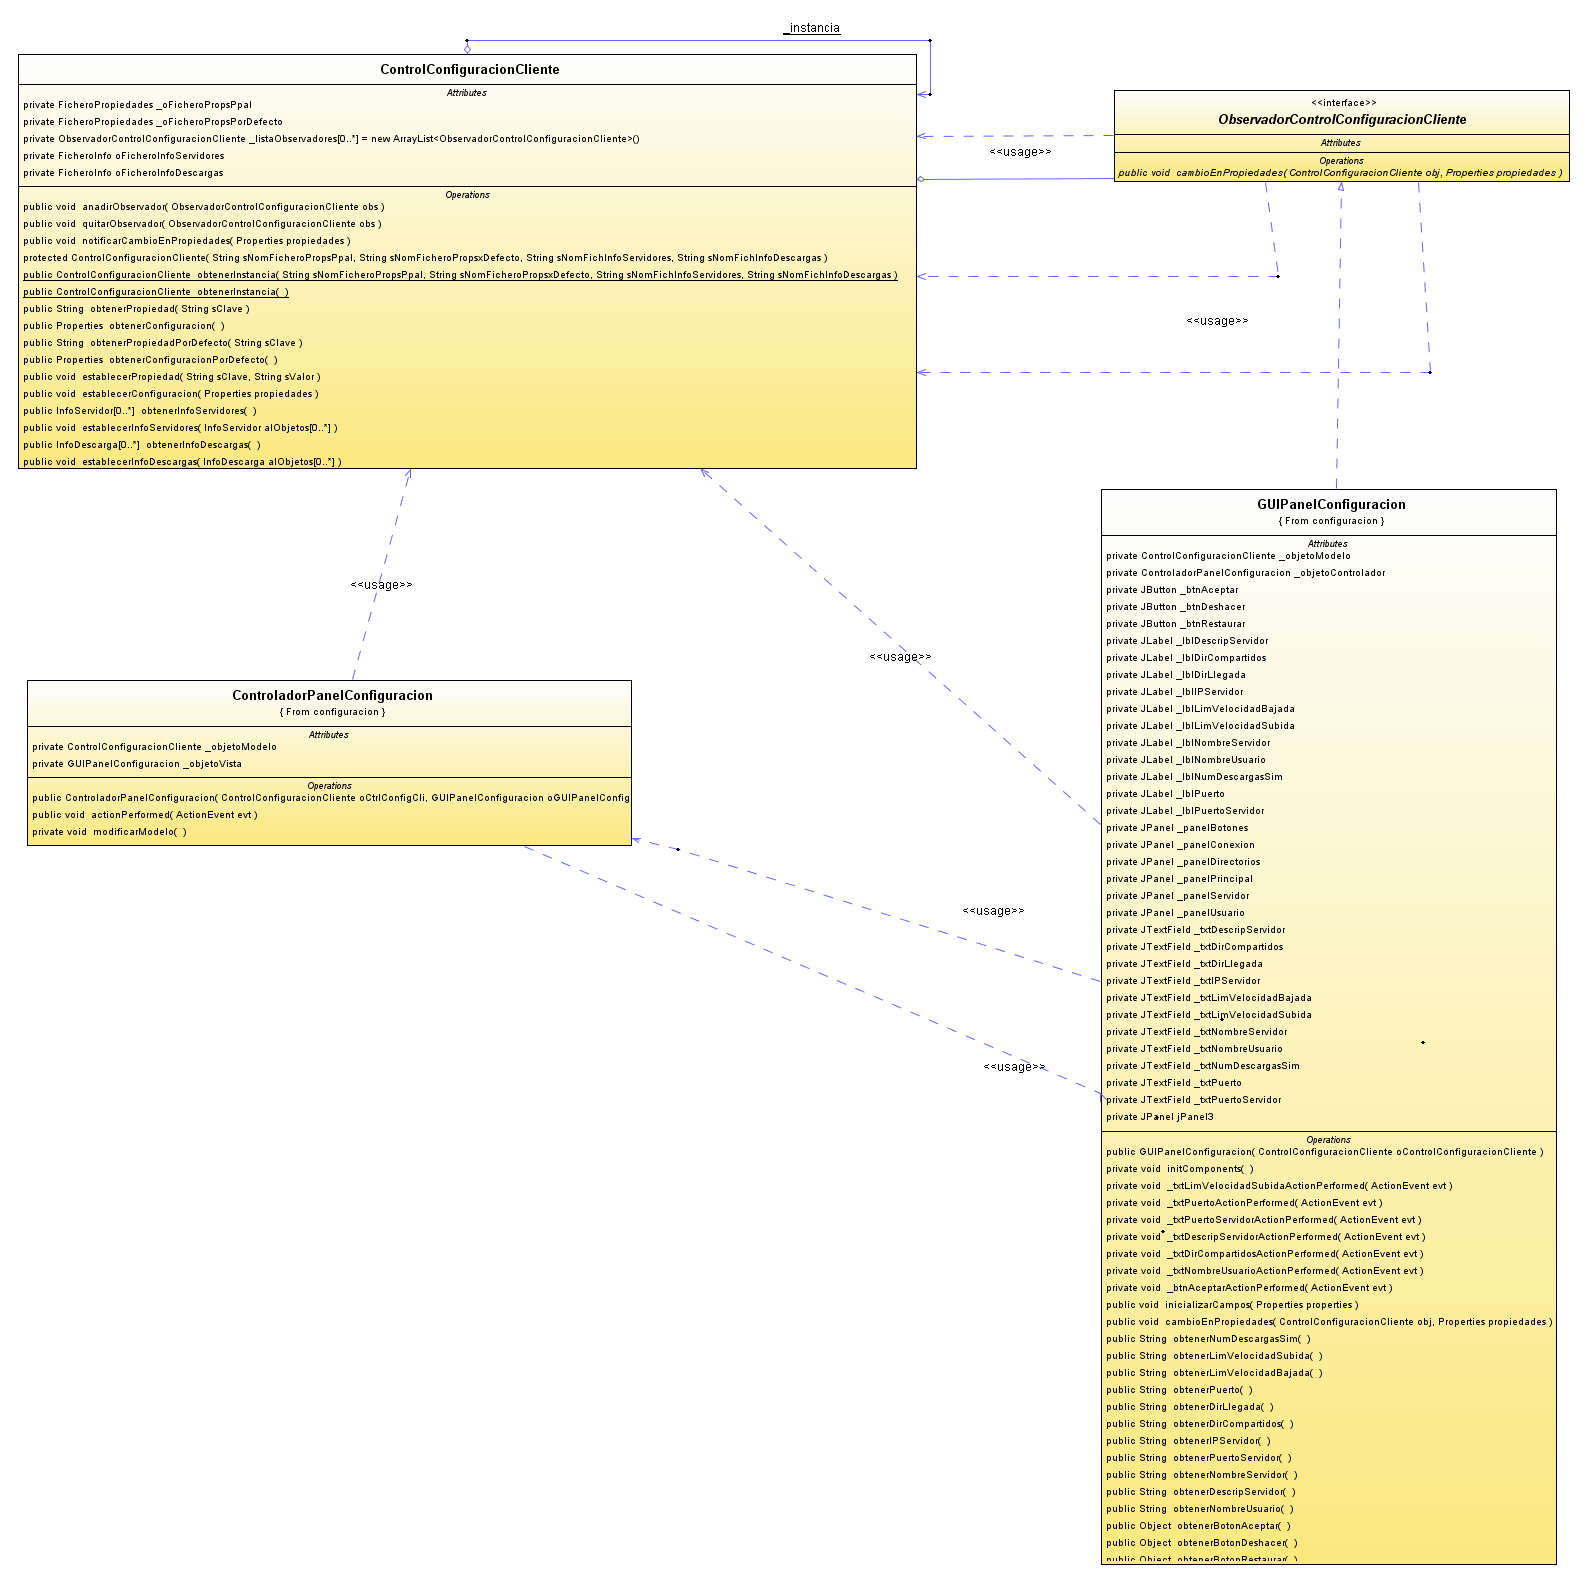 _instancia
ControlConfiguracionCliente
Attributes
private FicheroPropiedades _oFicheroPropsPpal
private FicheroPropiedades _oFicheroPropsPorDefecto
private ObservadorControlConfiguracionCliente _listaObservadores[0..*] = new ArrayList<ObservadorControlConfiguracionCliente>()
private FicheroInfo oFicheroInfoServidores
private FicheroInfo oFicheroInfoDescargas
Operations
public void anadirObservador( ObservadorControlConfiguracionCliente obs )
public void quitarObservador( ObservadorControlConfiguracionCliente obs )
public void notificarCambioEnPropiedades( Properties propiedades )
protected ControlConfiguracionCliente( String sNomFicheroPropsPpal, String sNomFicheroPropsxDefecto, String sNomFichInfoServidores, String sNomFichInfoDescargas )
public ControlConfiguracionCliente obtenerInstancia( String sNomFicheroPropsPpal, String sNomFicheroPropsxDefecto, String sNomFichInfoServidores, String sNomFichInfoDescargas )
public ControlConfiguracionCliente obtenerInstancia( )
public String obtenerPropiedad( String sClave )
public Properties obtenerConfiguracion( )
public String obtenerPropiedadPorDefecto( String sClave )
public Properties obtenerConfiguracionPorDefecto( )
public void establecerPropiedad( String sClave, String sValor )
public void establecerConfiguracion( Properties propiedades )
public InfoServidor[0..*] obtenerInfoServidores( )
public void establecerInfoServidores( InfoServidor alObjetos[0..*] )
public InfoDescarga[0..*] obtenerInfoDescargas( )
public void establecerInfoDescargas( InfoDescarga alObjetos[0..*] )
<<interface>>
ObservadorControlConfiguracionCliente
Attributes
Operations
public void cambioEnPropiedades( ControlConfiguracionCliente obj, Properties propiedades )
<<usage>>
<<usage>>
<<usage>>
<<usage>>
ControladorPanelConfiguracion
{ From configuracion }
Attributes
private ControlConfiguracionCliente _objetoModelo
private GUIPanelConfiguracion _objetoVista
Operations
public ControladorPanelConfiguracion( ControlConfiguracionCliente oCtrlConfigCli, GUIPanelConfiguracion oGUIPanelConfig
public void actionPerformed( ActionEvent evt )
private void modificarModelo( )
<<usage>>
<<usage>>
GUIPanelConfiguracion
{ From configuracion }
Attributes
private ControlConfiguracionCliente _objetoModelo
private ControladorPanelConfiguracion _objetoControlador
private JButton _btnAceptar
private JButton _btnDeshacer
private JButton _btnRestaurar
private JLabel _lblDescripServidor
private JLabel _lblDirCompartidos
private JLabel _lblDirLlegada
private JLabel _lblIPServidor
private JLabel _lblLimVelocidadBajada
private JLabel _lblLimVelocidadSubida
private JLabel _lblNombreServidor
private JLabel _lblNombreUsuario
private JLabel _lblNumDescargasSim
private JLabel _lblPuerto
private JLabel _lblPuertoServidor
private JPanel _panelBotones
private JPanel _panelConexion
private JPanel _panelDirectorios
private JPanel _panelPrincipal
private JPanel _panelServidor
private JPanel _panelUsuario
private JTextField _txtDescripServidor
private JTextField _txtDirCompartidos
private JTextField _txtDirLlegada
private JTextField _txtIPServidor
private JTextField _txtLimVelocidadBajada
private JTextField _txtLimVelocidadSubida
private JTextField _txtNombreServidor
private JTextField _txtNombreUsuario
private JTextField _txtNumDescargasSim
private JTextField _txtPuerto
private JTextField _txtPuertoServidor
private JPanel jPanel3
Operations
public GUIPanelConfiguracion( ControlConfiguracionCliente oControlConfiguracionCliente )
private void initComponents( )
private void _txtLimVelocidadSubidaActionPerformed( ActionEvent evt )
private void _txtPuertoActionPerformed( ActionEvent evt )
private void _txtPuertoServidorActionPerformed( ActionEvent evt )
private void _txtDescripServidorActionPerformed( ActionEvent evt )
private void _txtDirCompartidosActionPerformed( ActionEvent evt )
private void _txtNombreUsuarioActionPerformed( ActionEvent evt )
private void _btnAceptarActionPerformed( ActionEvent evt )
public void inicializarCampos( Properties properties )
public void cambioEnPropiedades( ControlConfiguracionCliente obj, Properties propiedades )
public String obtenerNumDescargasSim( )
public String obtenerLimVelocidadSubida( )
public String obtenerLimVelocidadBajada( )
public String obtenerPuerto( )
public String obtenerDirLlegada( )
public String obtenerDirCompartidos( )
public String obtenerIPServidor( )
public String obtenerPuertoServidor( )
public String obtenerNombreServidor( )
public String obtenerDescripServidor( )
public String obtenerNombreUsuario( )
public Object obtenerBotonAceptar( )
public Object obtenerBotonDeshacer( )
public Object obtenerBotonRestaurar( )